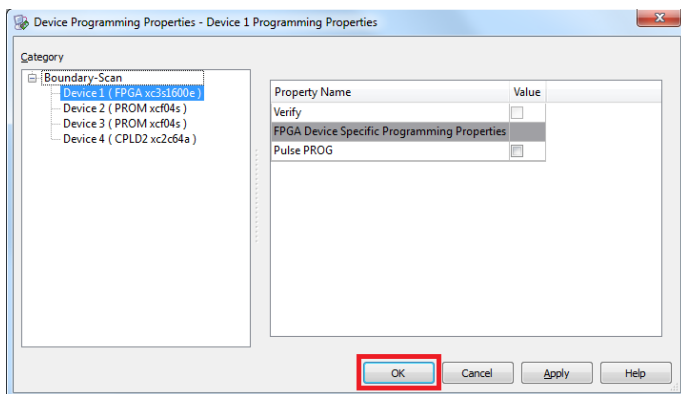 Device Programming Properties - Device 1 Programming Properties
Category
Boundary-Scan
Device 1 ( FPGA xc3s1600e )
Device 2 ( PROM xcf04s )
Device 3 ( PROM xcf04s )
Device 4 ( CPLD2 xc2c64a )
Property Name Value
Verify
FPGA Device Specific Programming Properties
Pulse PROG
OK Cancel Apply Help